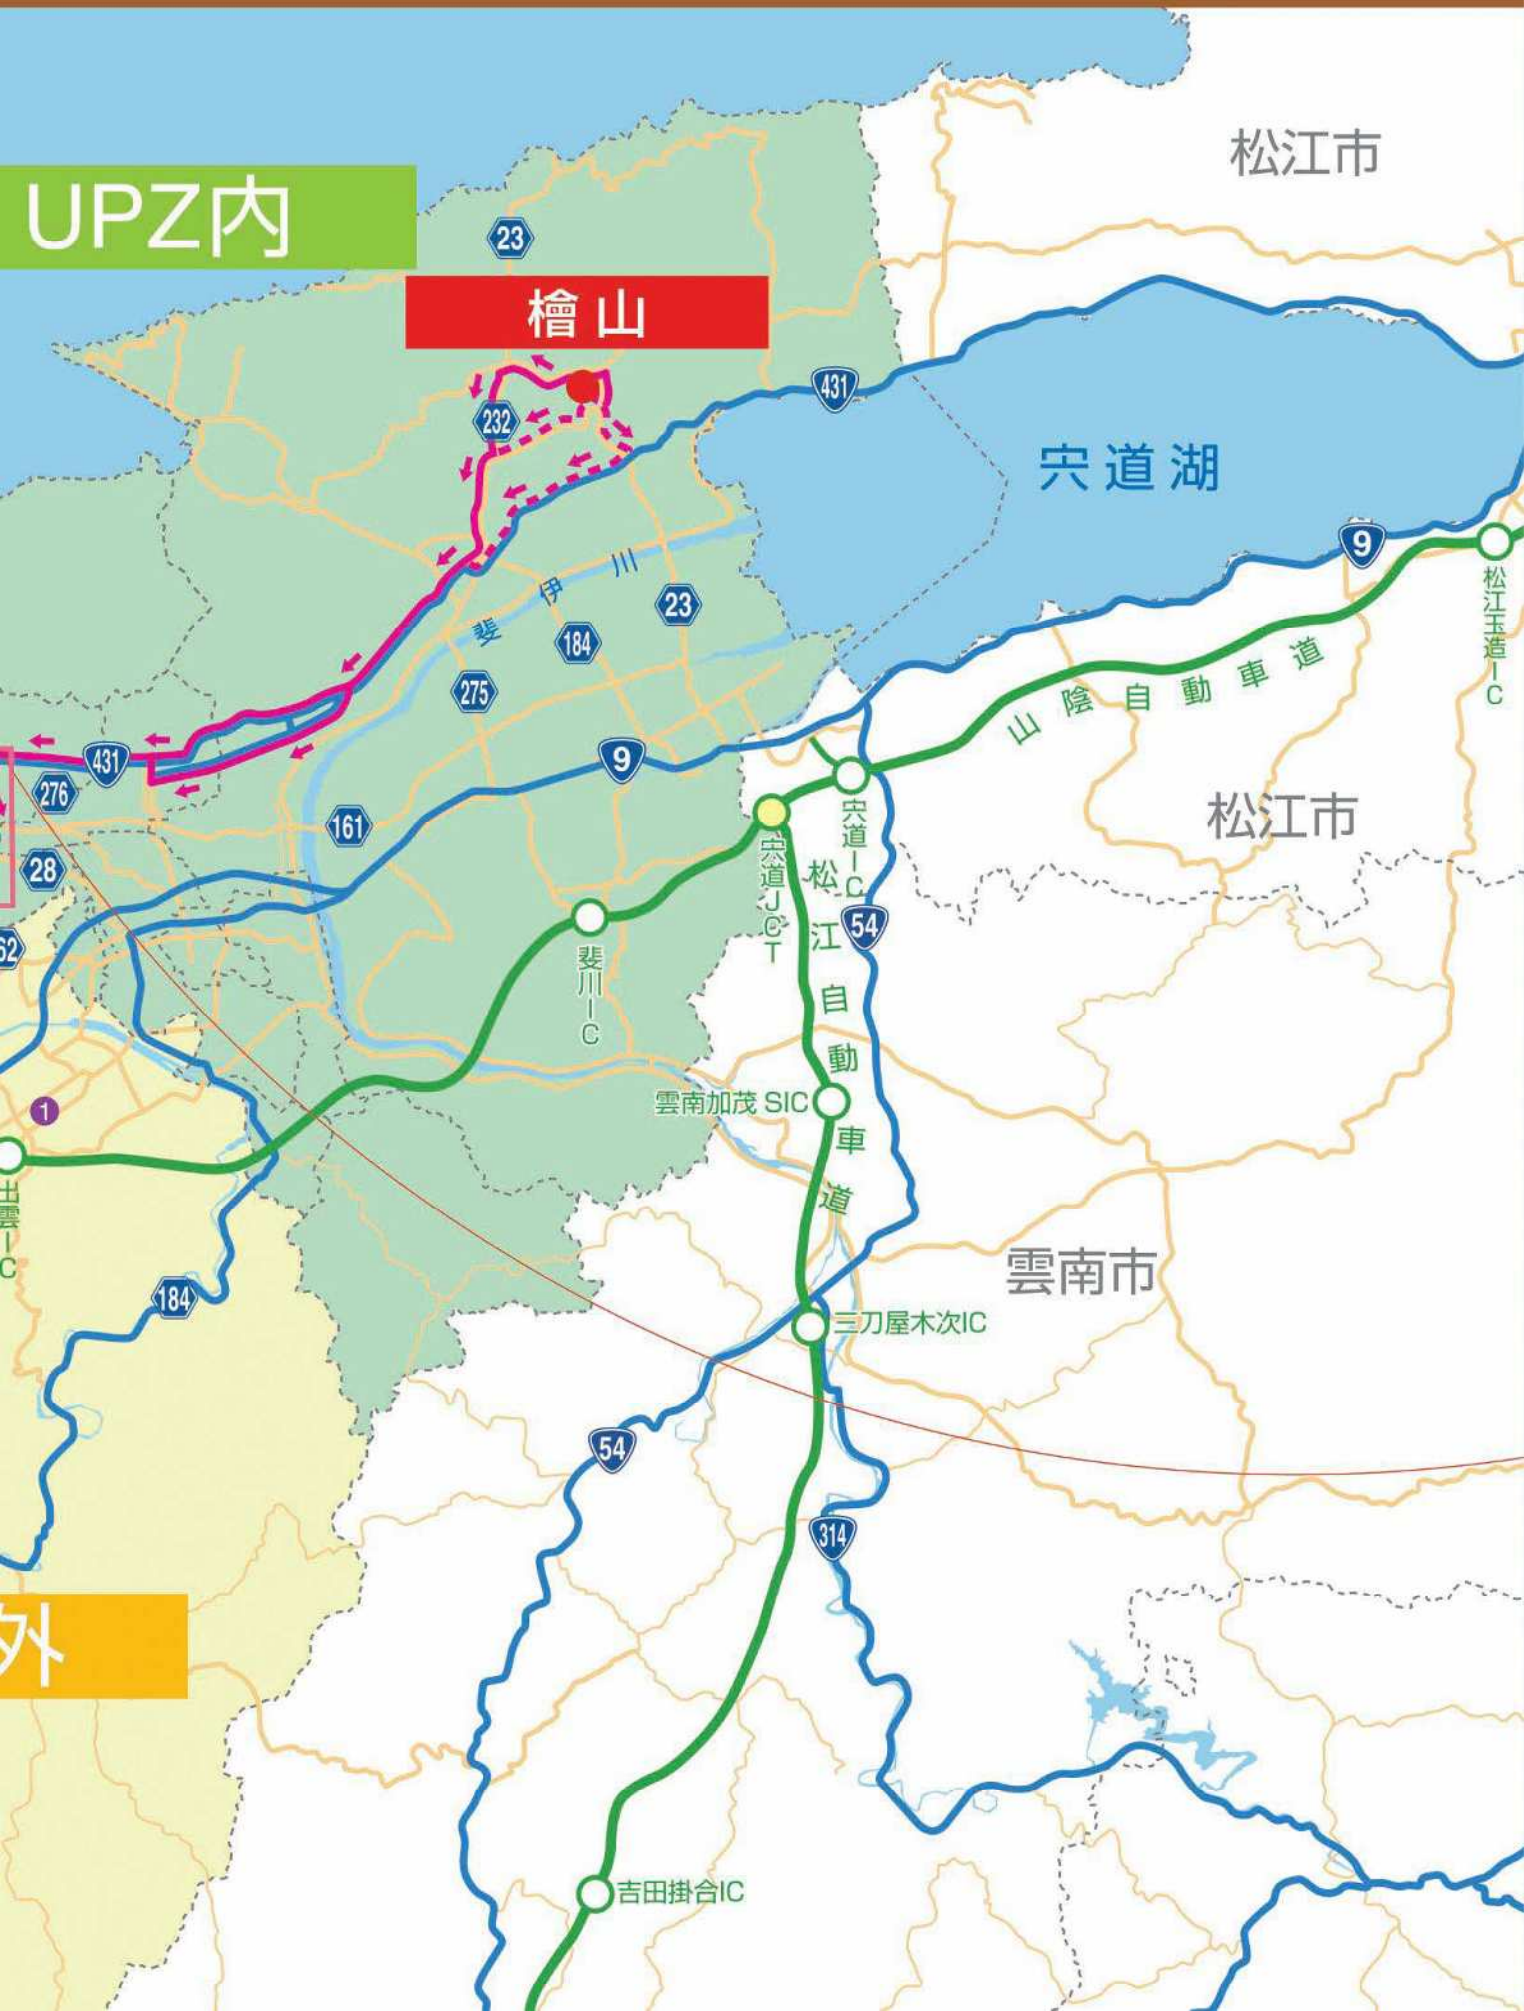 松江市
UPZ内
23
檜山
431
232
宍道湖
9
松江玉造IC
斐伊川
23
184
275
山陰自動車道
9
431
276
宍道IC
松江市
161
宍道JCT
28
松江自動車道
54
62
斐川IC
雲南加茂 SIC
1
出雲IC
雲南市
184
三刀屋木次IC
54
314
外
吉田掛合IC